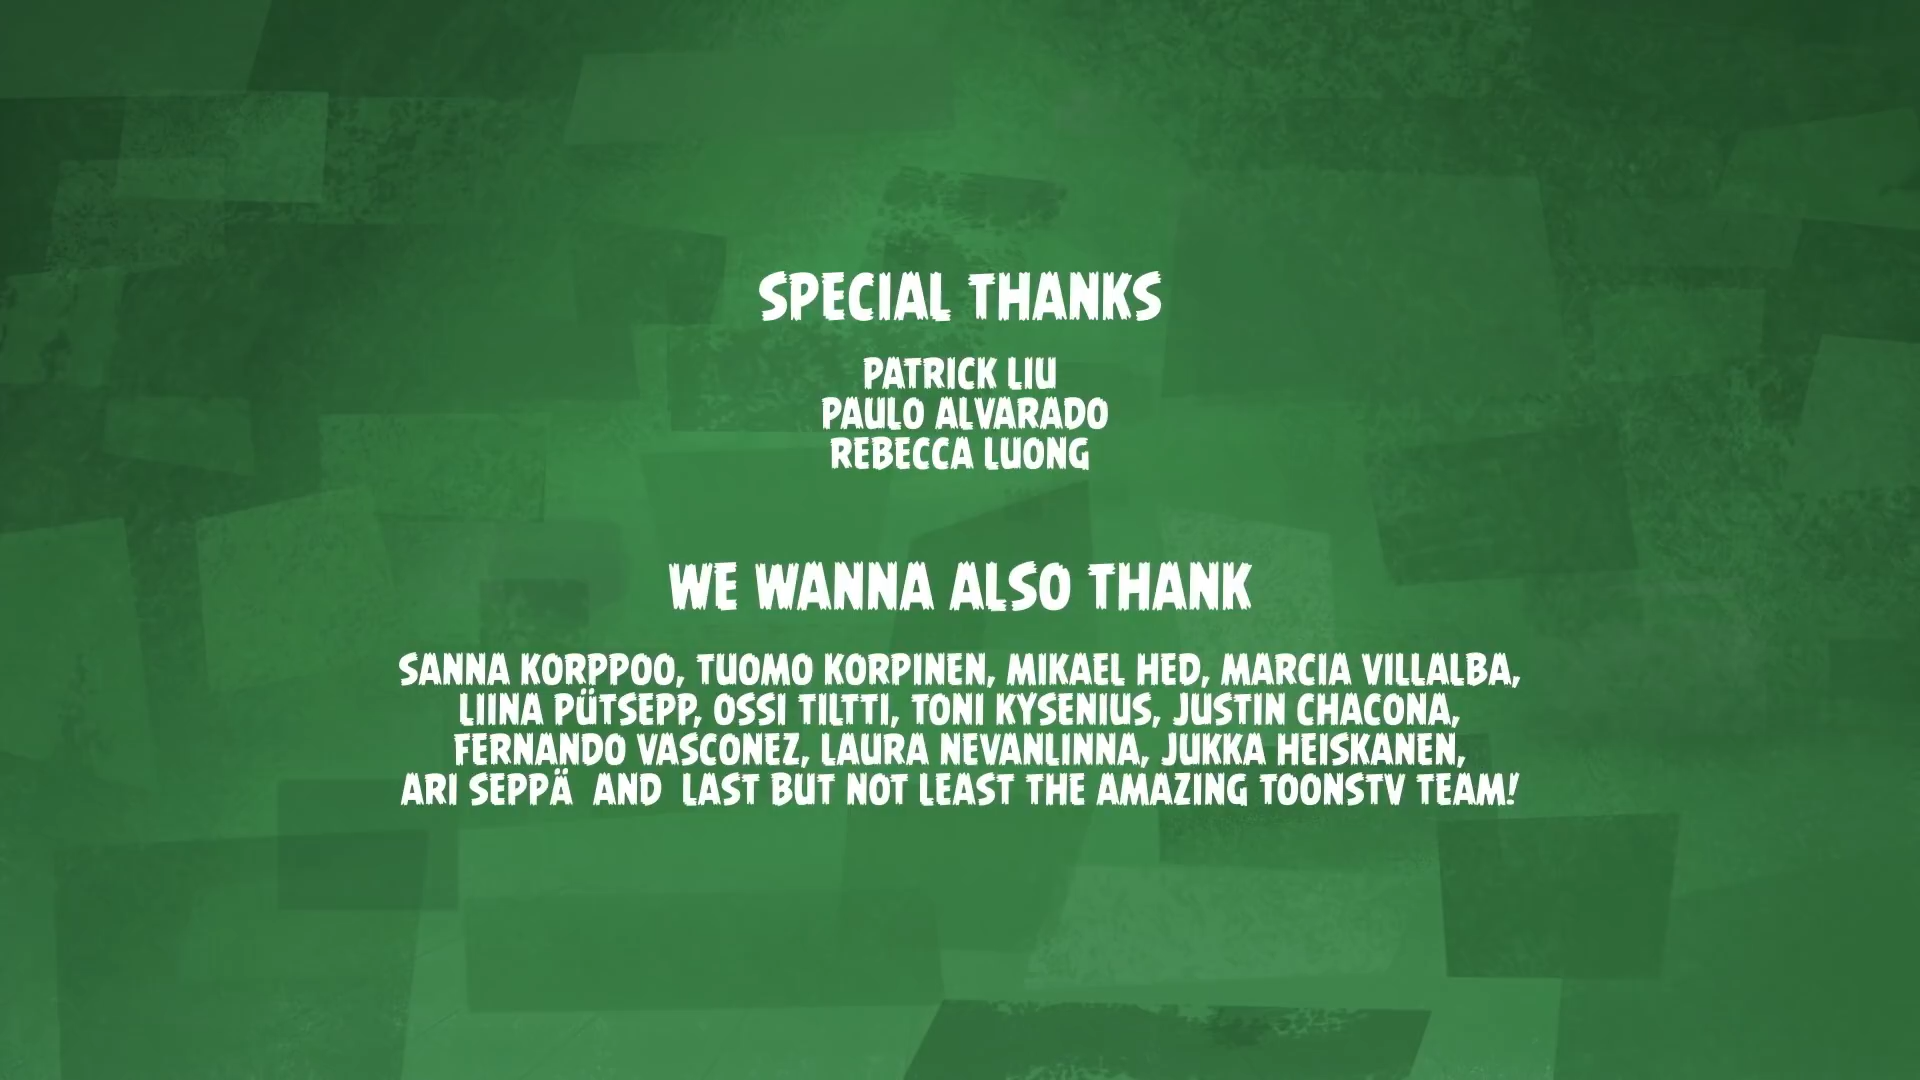 SPECIAL THANKS
PATRICK LIU
PAULO ALVARADO
REBECCA LUONG
WE WANNA ALSO THANK
SANNA KORPPOO, TUOMO KORPINEN, MIKAEL HED, MARCIA VILLALBA,
LIINA PÜTSEPP, OSSI TILTTI, TONI KYSENIUS, JUSTIN CHACONA,
FERNANDO VASCONEZ, LAURA NEVANLINNA, JUKKA HEISKANEN,
ARI SEPPÄ AND LAST BUT NOT LEAST THE AMAZING TOONSTV TEAM!